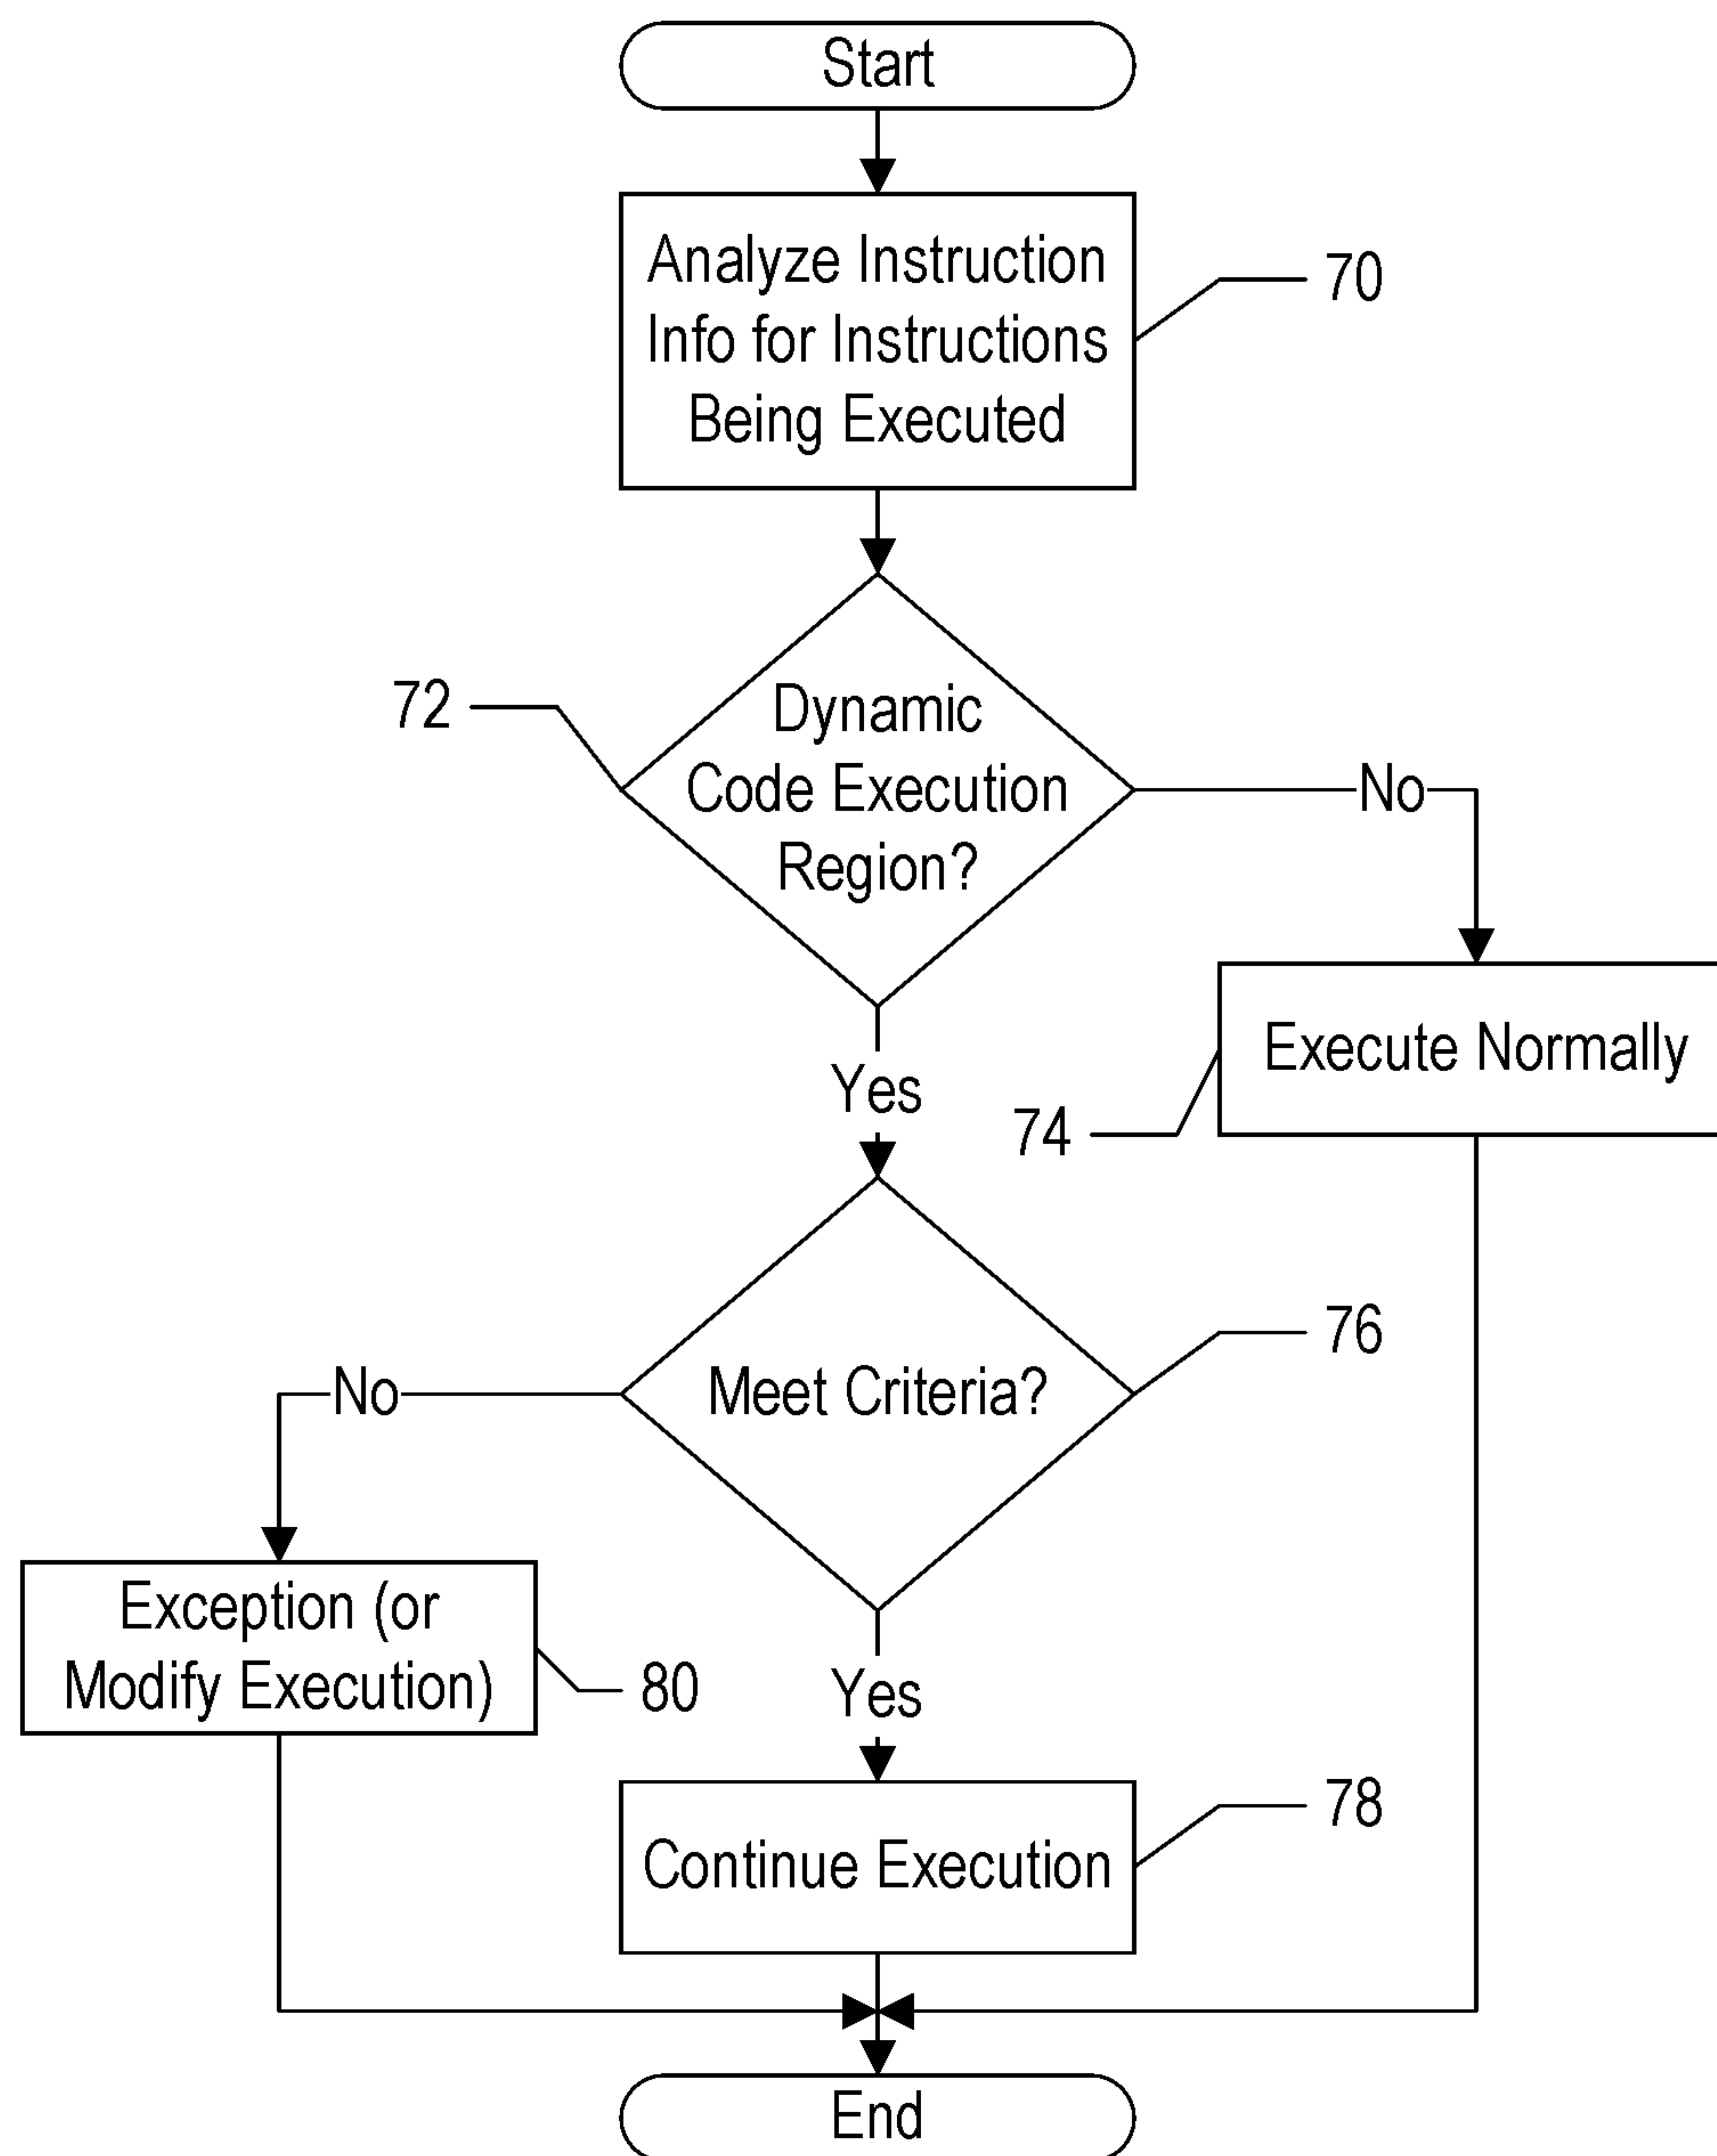 Start
Analyze Instruction
Info for Instructions
Being Executed
70
72
Dynamic
Code Execution
Region?
No
Execute Normally
74
Yes
76
Meet Criteria?
No
Exception (or
Modify Execution)
80
Yes
78
Continue Execution
End